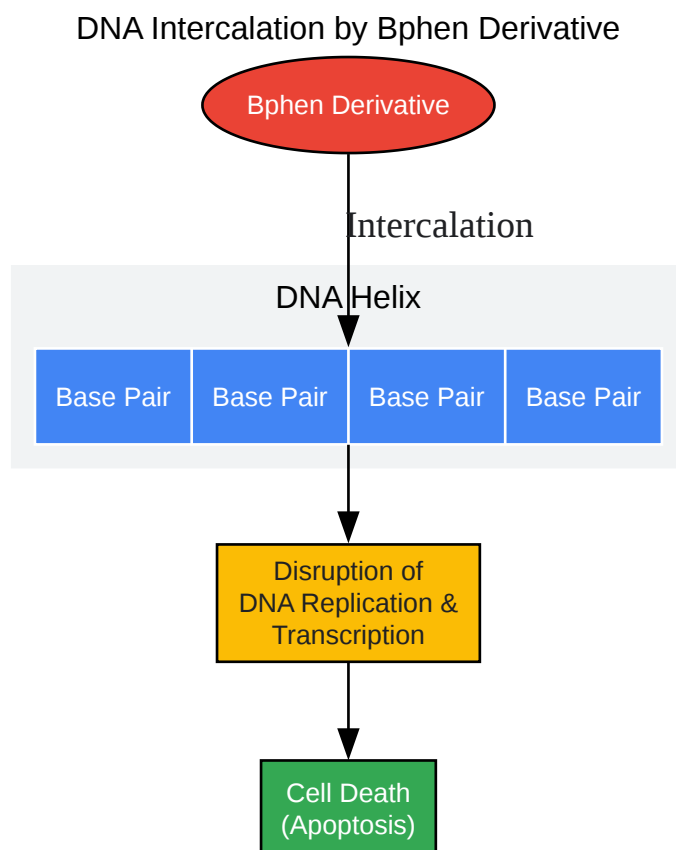 DNA Intercalation by Bphen Derivative
Bphen Derivative
Intercalation
DNA Helix
Base Pair Base Pair Base Pair Base Pair
Disruption of
DNA Replication &
Transcription
Cell Death
(Apoptosis)